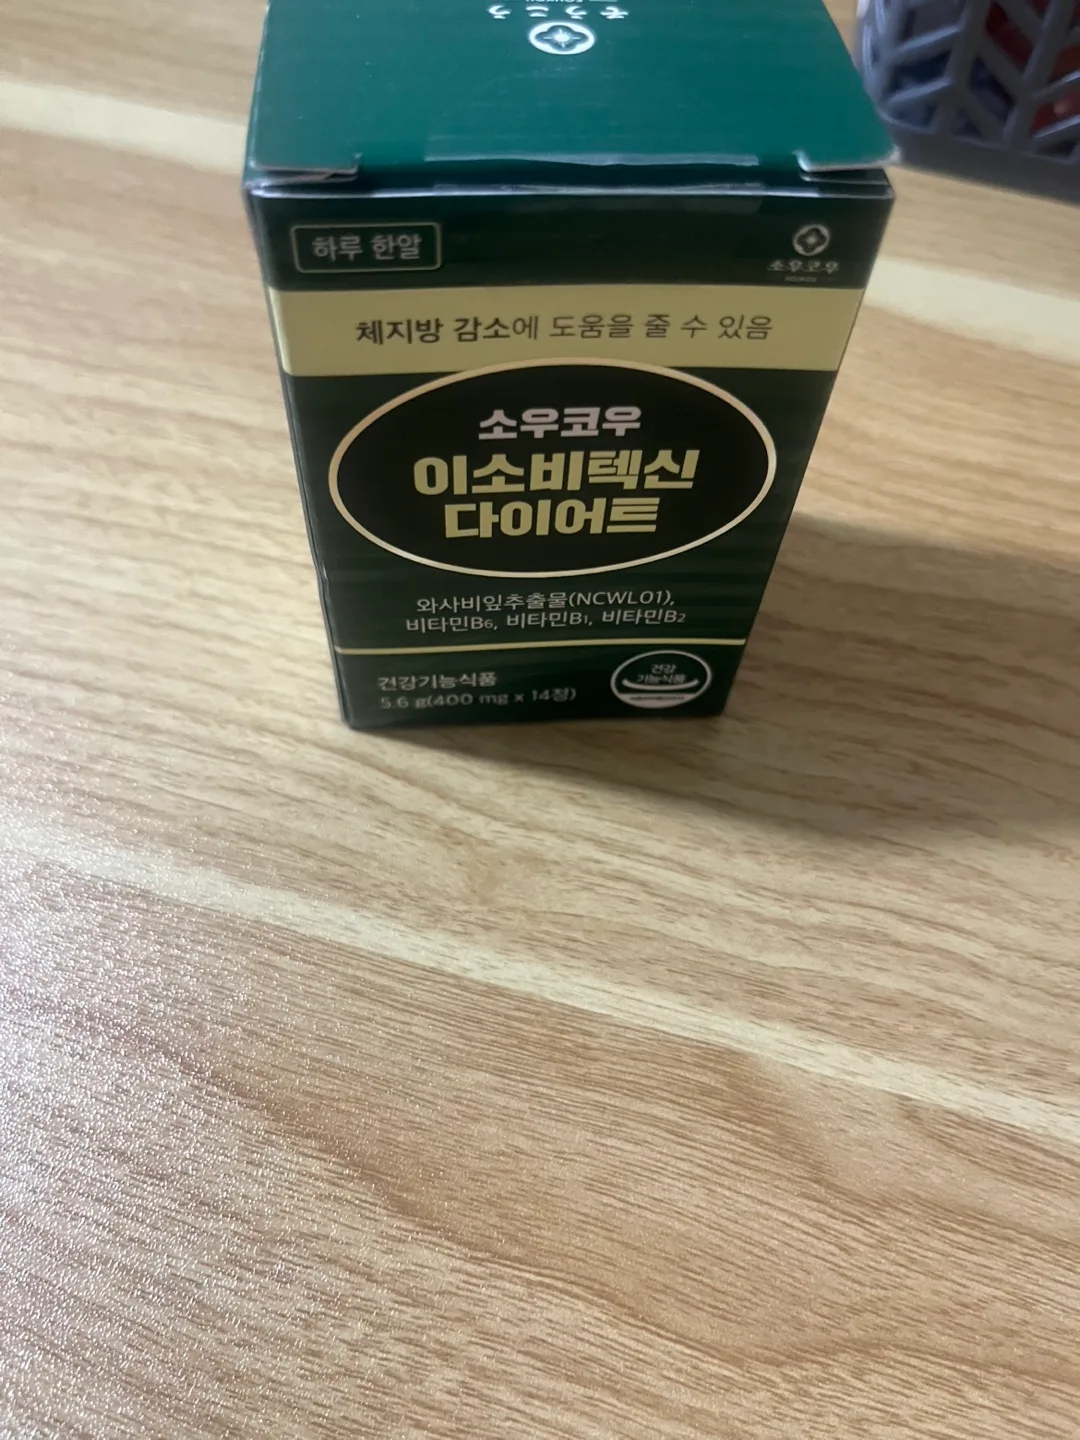 そうこう
하루 한알
소우코우
체지방 감소에 도움을 줄 수 있음
소우코우
이소비텍신
다이어트
와사비잎추출물(NCWL01),
비타민B6, 비타민B1, 비타민B2
건강기능식품
5.6 g(400 mg x 14정)
건강
기능식품